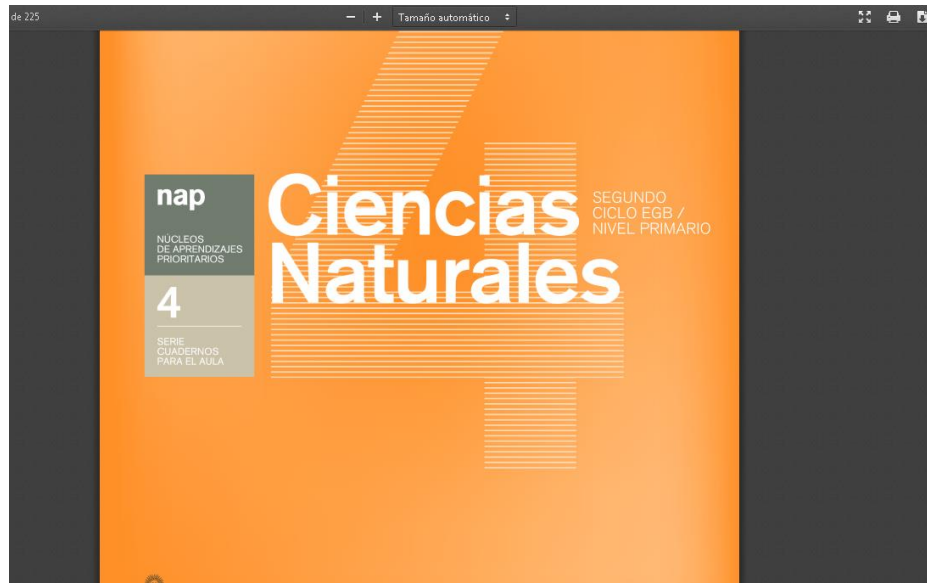 de 225
Tamaño automático
nap
NÚCLEOS
DE APRENDIZAJES
PRIORITARIOS
4
SERIE
CUADERNOS
PARA EL AULA
Ciencias
Naturales
SEGUNDO
CICLO EGB /
NIVEL PRIMARIO
4